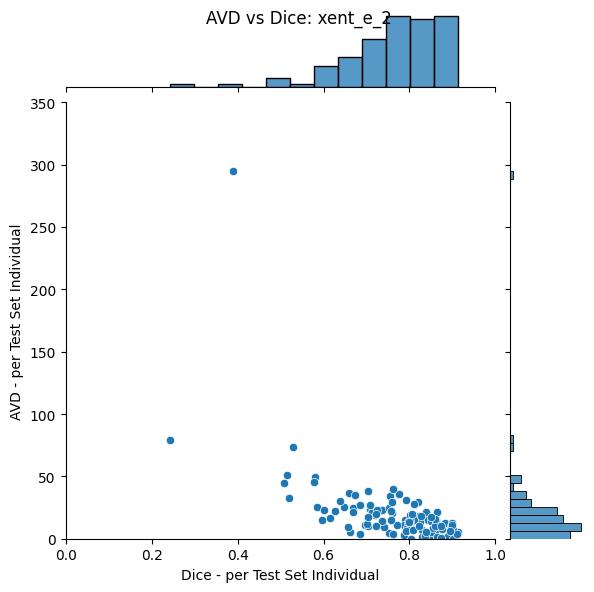 AVD vs Dice: xent_e_2
350
300
250
200
150
100
50
0
AVD - per Test Set Individual
0.0 0.2 0.4 0.6 0.8 1.0
Dice - per Test Set Individual